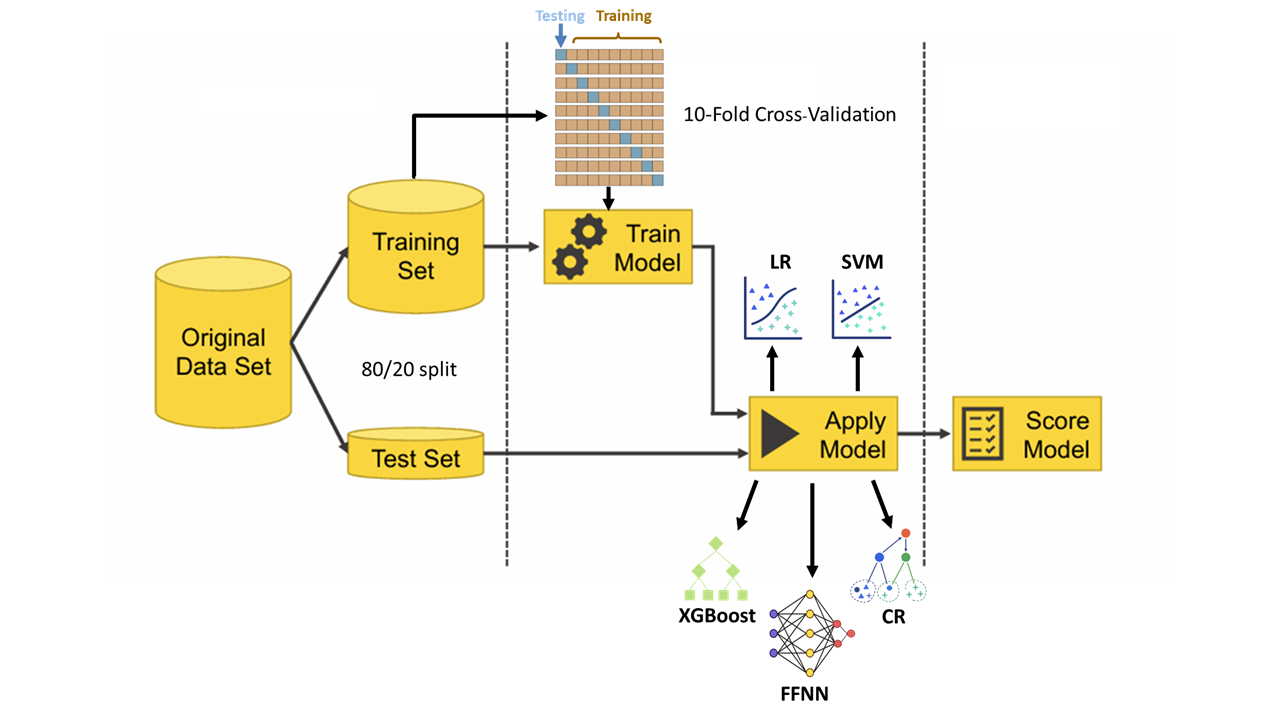 Testing Training
10-Fold Cross-Validation
Training
Set
Train
Model
LR SVM
Original
Data Set
80/20 split
Test Set
Apply
Model
Score
Model
XGBoost
CR
FFNN